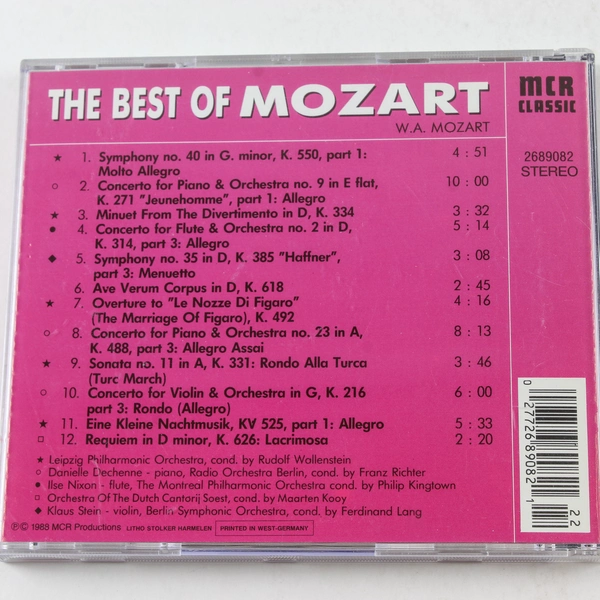 THE BEST OF MOZART
W.A. MOZART
MCR
CLASSIC
2689082
STEREO
★ 1. Symphony no. 40 in G. minor, K. 550, part 1: 4 : 51
Molto Allegro
○ 2. Concerto for Piano & Orchestra no. 9 in E flat, 10 : 00
K. 271 "Jeunehomme", part 1: Allegro
★ 3. Minuet From The Divertimento in D, K. 334 3 : 32
● 4. Concerto for Flute & Orchestra no. 2 in D, 5 : 14
K. 314, part 3: Allegro
◆ 5. Symphony no. 35 in D, K. 385 "Haffner", 3 : 08
part 3: Menuetto
6. Ave Verum Corpus in D, K. 618 2 : 45
★ 7. Overture to "Le Nozze Di Figaro" 4 : 16
(The Marriage Of Figaro), K. 492
○ 8. Concerto for Piano & Orchestra no. 23 in A, 8 : 13
K. 488, part 3: Allegro Assai
★ 9. Sonata no. 11 in A, K. 331: Rondo Alla Turca 3 : 46
(Turc March)
○ 10. Concerto for Violin & Orchestra in G, K. 216 6 : 00
part 3: Rondo (Allegro)
★ 11. Eine Kleine Nachtmusik, KV 525, part 1: Allegro 5 : 33
□ 12. Requiem in D minor, K. 626: Lacrimosa 2 : 20
★ Leipzig Philharmonic Orchestra, cond. by Rudolf Wallenstein
○ Danielle Dechenne - piano, Radio Orchestra Berlin, cond. by Franz Richter
● Ilse Nixon - flute, The Montreal Philharmonic Orchestra, cond. by Philip Kingtown
□ Orchestra Of The Dutch Cantorij Soest, cond. by Maarten Kooy
◆ Klaus Stein - violin, Berlin Symphonic Orchestra, cond. by Ferdinand Lang
℗© 1988 MCR Productions LITHO STOLKER HARMELEN PRINTED IN WEST-GERMANY
0 27726 89082 1
22